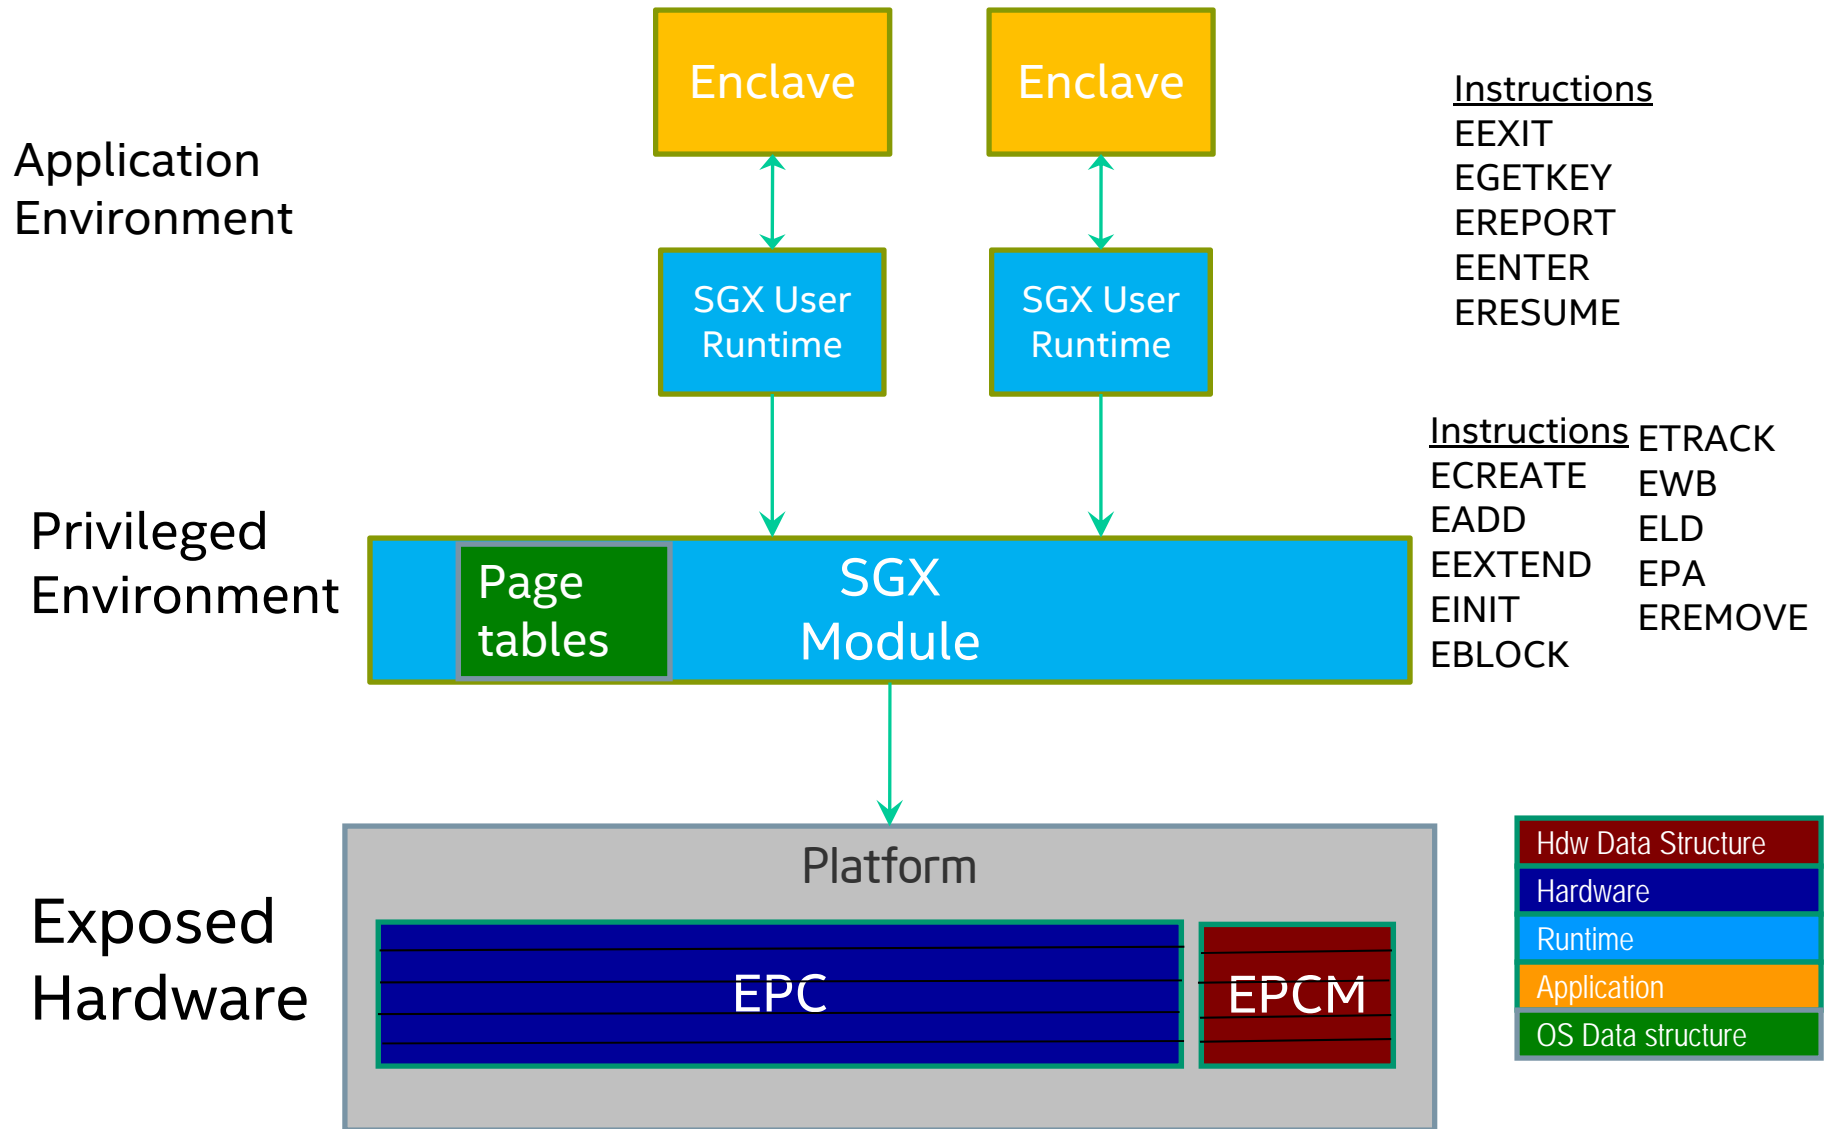 Enclave
Enclave
Application
Environment
SGX User
Runtime
SGX User
Runtime
Instructions
EEXIT
EGETKEY
EREPORT
EENTER
ERESUME
Privileged
Environment
Page
tables
SGX
Module
Instructions
ECREATE
EADD
EEXTEND
EINIT
EBLOCK
ETRACK
EWB
ELD
EPA
EREMOVE
Exposed
Hardware
Platform
EPC
EPCM
Hdw Data Structure
Hardware
Runtime
Application
OS Data structure